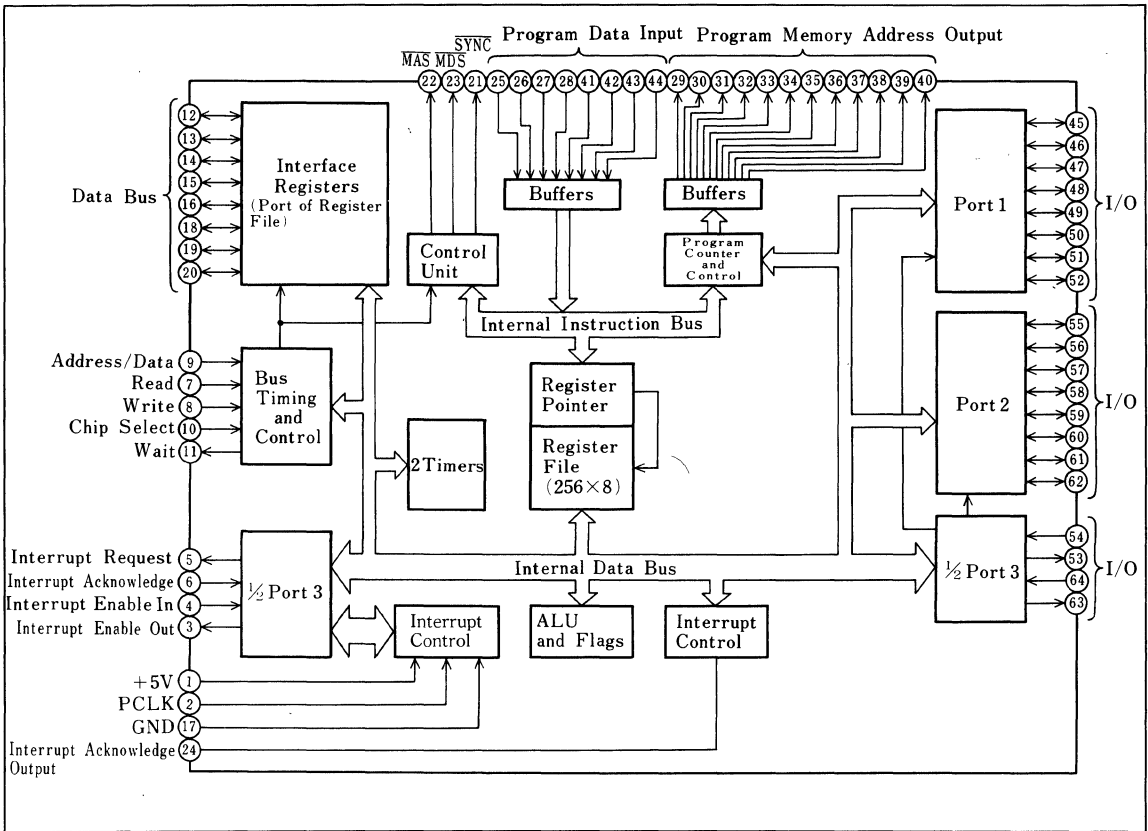 SYNC Program Data Input Program Memory Address Output
MAS MDS
22 23 21 25 26 27 28 41 42 43 44 29 30 31 32 33 34 35 36 37 38 39 40
Data Bus
12
13
14
15
16
18
19
20
Interface
Registers
(Port of Register
File)
Buffers
Buffers
Control
Unit
Program
Counter
and
Control
Internal Instruction Bus
Port 1
45
46
47
48
49
50
51
52
I/O
Address/Data 9
Read 7
Write 8
Chip Select 10
Wait 11
Bus
Timing
and
Control
2 Timers
Register
Pointer
Register
File
(256×8)
Port 2
55
56
57
58
59
60
61
62
I/O
Interrupt Request 5
Interrupt Acknowledge 6
Interrupt Enable In 4
Interrupt Enable Out 3
½ Port 3
Internal Data Bus
½ Port 3
54
53
64
63
I/O
Interrupt
Control
ALU
and Flags
Interrupt
Control
+5V 1
PCLK 2
GND 17
Interrupt Acknowledge 24
Output